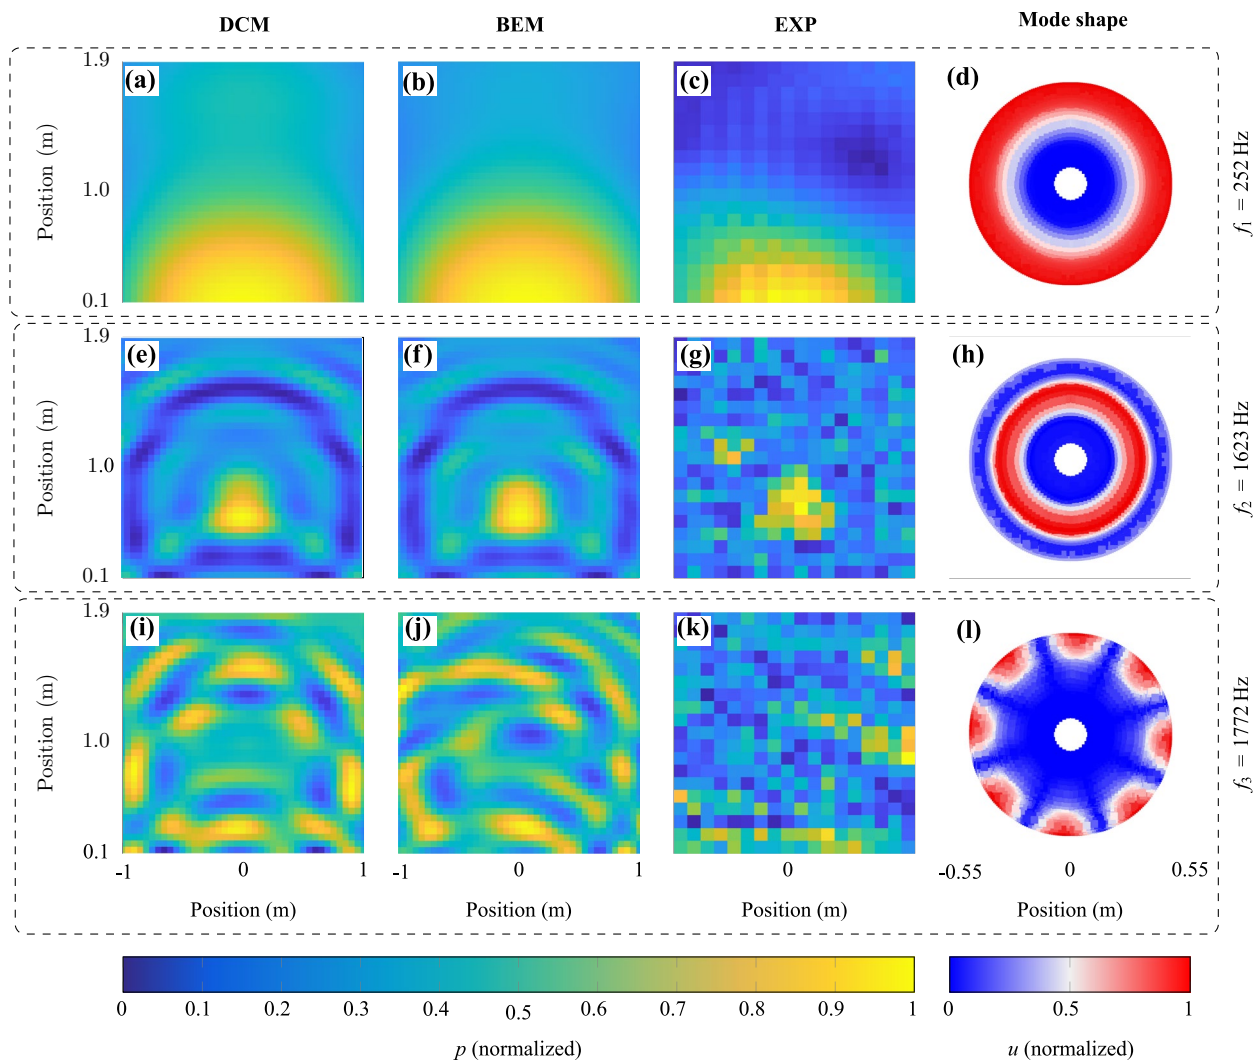 DCM BEM EXP Mode shape
1.9 (a) (b) (c) (d)
Position (m)
1.0
0.1
f₁ = 252 Hz
1.9 (e) (f) (g) (h)
Position (m)
1.0
0.1
f₂ = 1623 Hz
1.9 (i) (j) (k) (l)
Position (m)
1.0
0.1
f₃ = 1772 Hz
-1 0 1 -1 0 1 0 -0.55 0 0.55
Position (m) Position (m) Position (m) Position (m)
0 0.1 0.2 0.3 0.4 0.5 0.6 0.7 0.8 0.9 1 0 0.5 1
p (normalized) u (normalized)